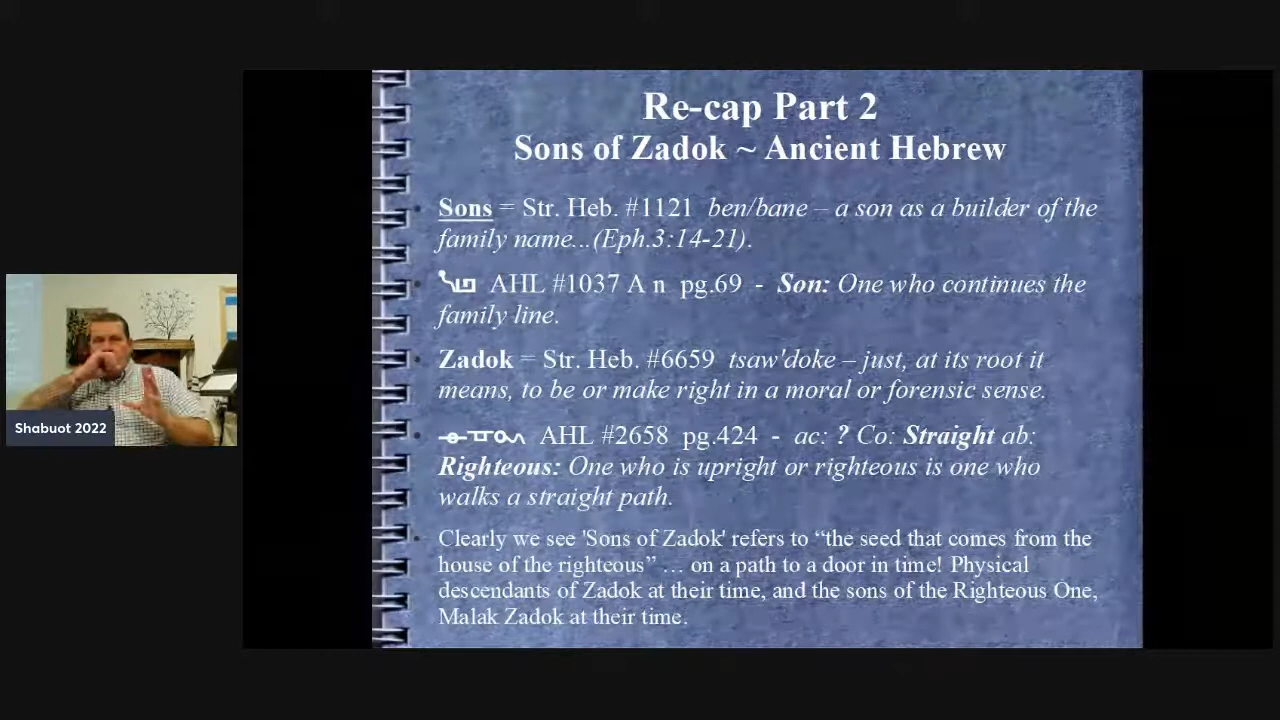 Re-cap Part 2
Sons of Zadok ~ Ancient Hebrew
Sons = Str. Heb. #1121 ben/bane – a son as a builder of the
family name...(Eph.3:14-21).
AHL #1037 A n pg.69 - Son: One who continues the
family line.
Zadok = Str. Heb. #6659 tsaw'doke – just, at its root it
means, to be or make right in a moral or forensic sense.
AHL #2658 pg.424 - ac: ? Co: Straight ab:
Righteous: One who is upright or righteous is one who
walks a straight path.
Clearly we see 'Sons of Zadok' refers to “the seed that comes from the
house of the righteous” … on a path to a door in time! Physical
descendants of Zadok at their time, and the sons of the Righteous One,
Malak Zadok at their time.
Shabuot 2022